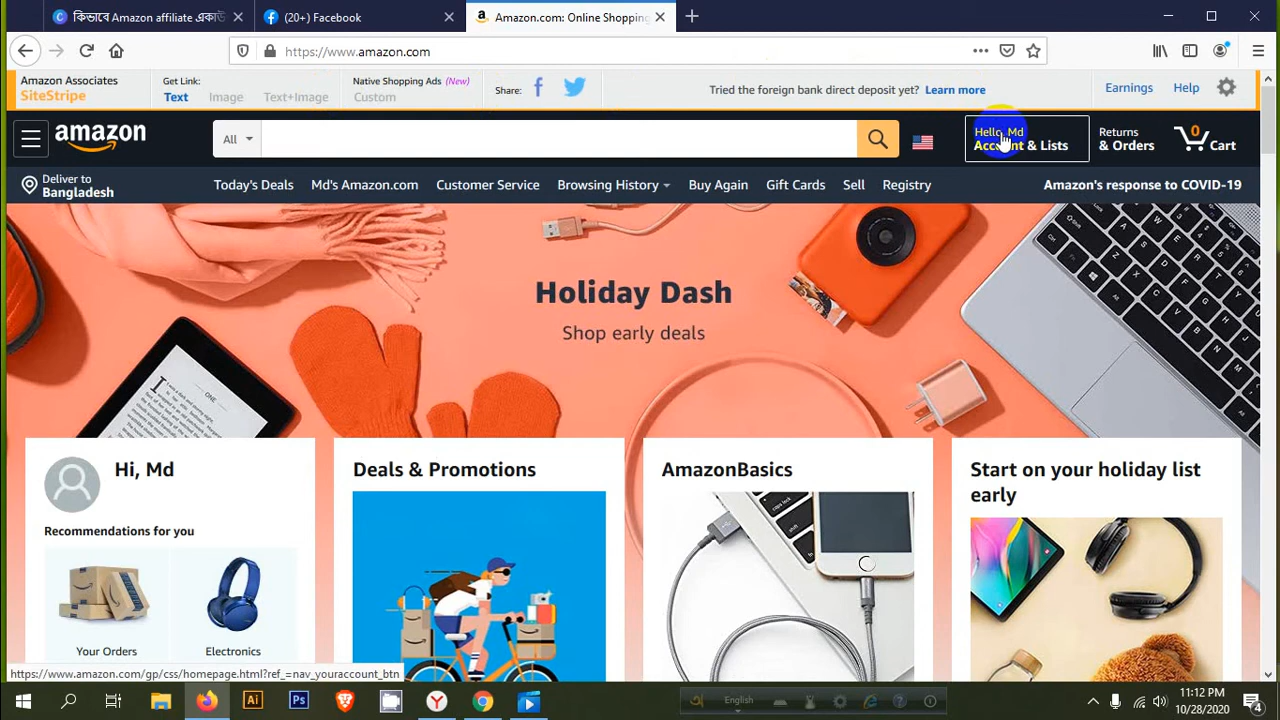 কিভাবে Amazon affiliate একাউ
(20+) Facebook
Amazon.com: Online Shopping
https://www.amazon.com
Amazon Associates
SiteStripe
Get Link:
Text Image Text+Image
Native Shopping Ads (New)
Custom
Share:
Tried the foreign bank direct deposit yet? Learn more
Earnings Help
amazon
All
Hello, Md
Account & Lists
Returns
& Orders
0
Cart
Deliver to
Bangladesh
Today's Deals Md's Amazon.com Customer Service Browsing History Buy Again Gift Cards Sell Registry
Amazon's response to COVID-19
Holiday Dash
Shop early deals
Hi, Md
Recommendations for you
Your Orders
Electronics
Deals & Promotions
AmazonBasics
Start on your holiday list
early
https://www.amazon.com/gp/css/homepage.html?ref_=nav_youraccount_btn
English
11:12 PM
10/28/2020
4